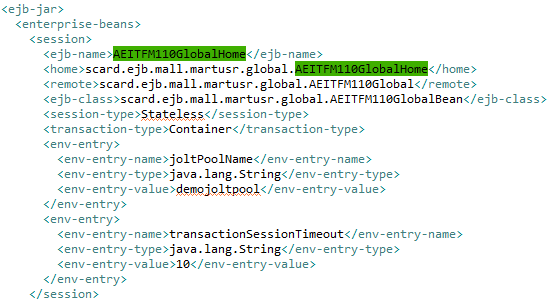 <ejb-jar>
<enterprise-beans>
<session>
<ejb-name>AEITFM110GlobalHome</ejb-name>
<home>scard.ejb.mall.martusr.global.AEITFM110GlobalHome</home>
<remote>scard.ejb.mall.martusr.global.AEITFM110Global</remote>
<ejb-class>scard.ejb.mall.martusr.global.AEITFM110GlobalBean</ejb-class>
<session-type>Stateless</session-type>
<transaction-type>Container</transaction-type>
<env-entry>
<env-entry-name>joltPoolName</env-entry-name>
<env-entry-type>java.lang.String</env-entry-type>
<env-entry-value>demojoltpool</env-entry-value>
</env-entry>
<env-entry>
<env-entry-name>transactionSessionTimeout</env-entry-name>
<env-entry-type>java.lang.String</env-entry-type>
<env-entry-value>10</env-entry-value>
</env-entry>
</session>